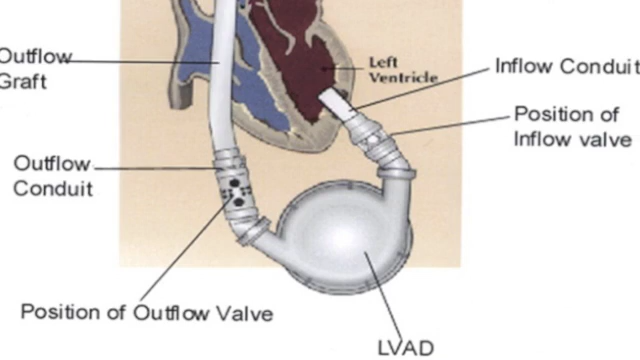 Outflow
Graft
Left
Ventricle
Inflow Conduit
Position of
Inflow valve
Outflow
Conduit
Position of Outflow Valve
LVAD